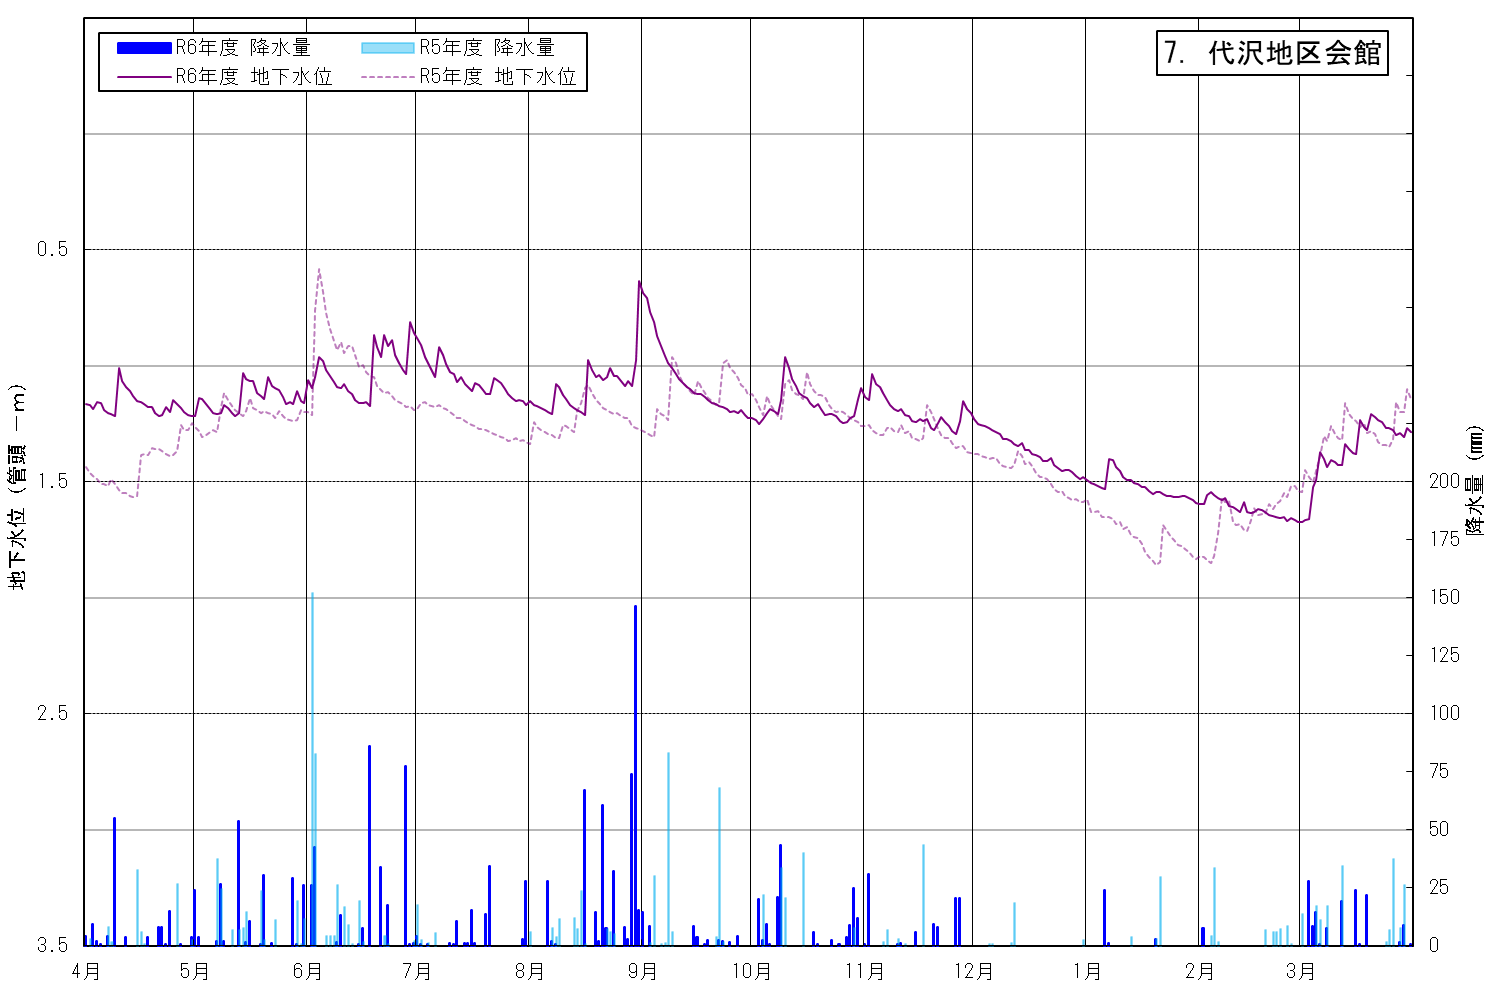 R6年度 降水量 R5年度 降水量
R6年度 地下水位 R5年度 地下水位
7. 代沢地区会館
地下水位 (管頭 －m)
0.5
1.5
2.5
3.5
降水量 (㎜)
200
175
150
125
100
75
50
25
0
4月 5月 6月 7月 8月 9月 10月 11月 12月 1月 2月 3月